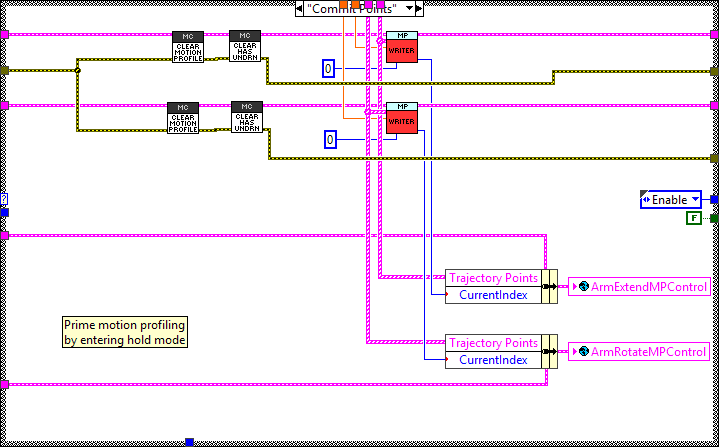 "Commit Points"
MC
CLEAR
MOTION
PROFILE
MC
CLEAR
HAS
UNDRN
MP
WRITER
0
MC
CLEAR
MOTION
PROFILE
MC
CLEAR
HAS
UNDRN
MP
WRITER
0
?
Enable
F
Trajectory Points
CurrentIndex
ArmExtendMPControl
Prime motion profiling
by entering hold mode
Trajectory Points
CurrentIndex
ArmRotateMPControl